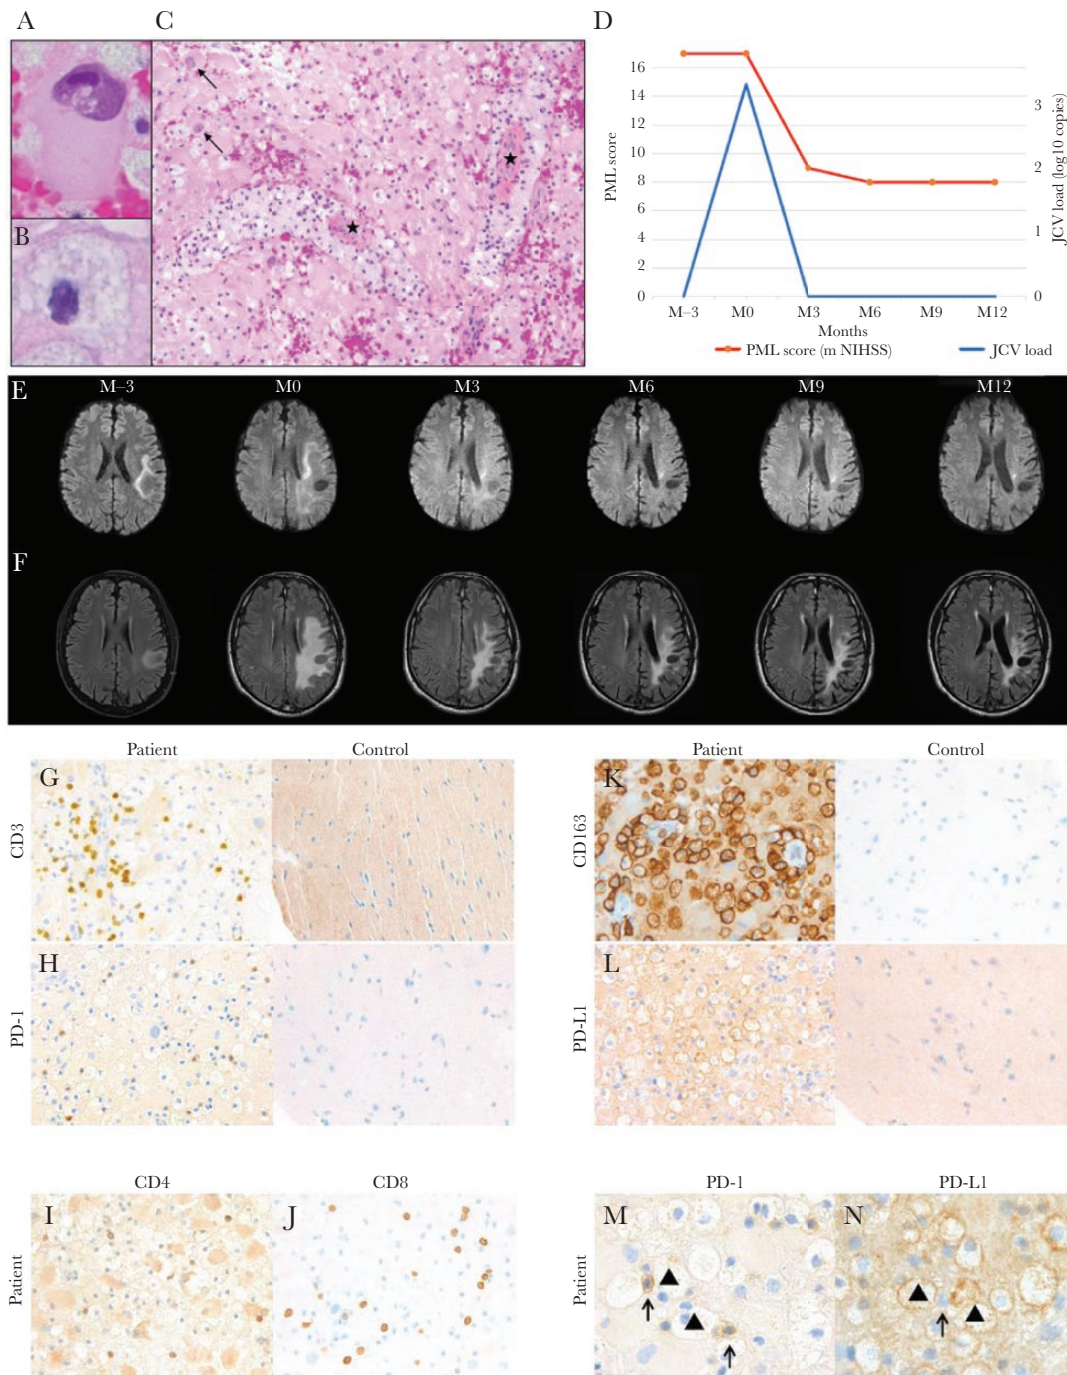 A
C
D
B
PML score
16
14
12
10
8
6
4
2
0
JCV load (log10 copies)
3
2
1
0
M–3 M0 M3 M6 M9 M12
Months
PML score (m NIHSS) JCV load
E
M–3 M0 M3 M6 M9 M12
F
Patient Control
CD3
G
PD-1
H
Patient Control
CD163
K
PD-L1
L
CD4 CD8
Patient
I J
PD-1 PD-L1
Patient
M N